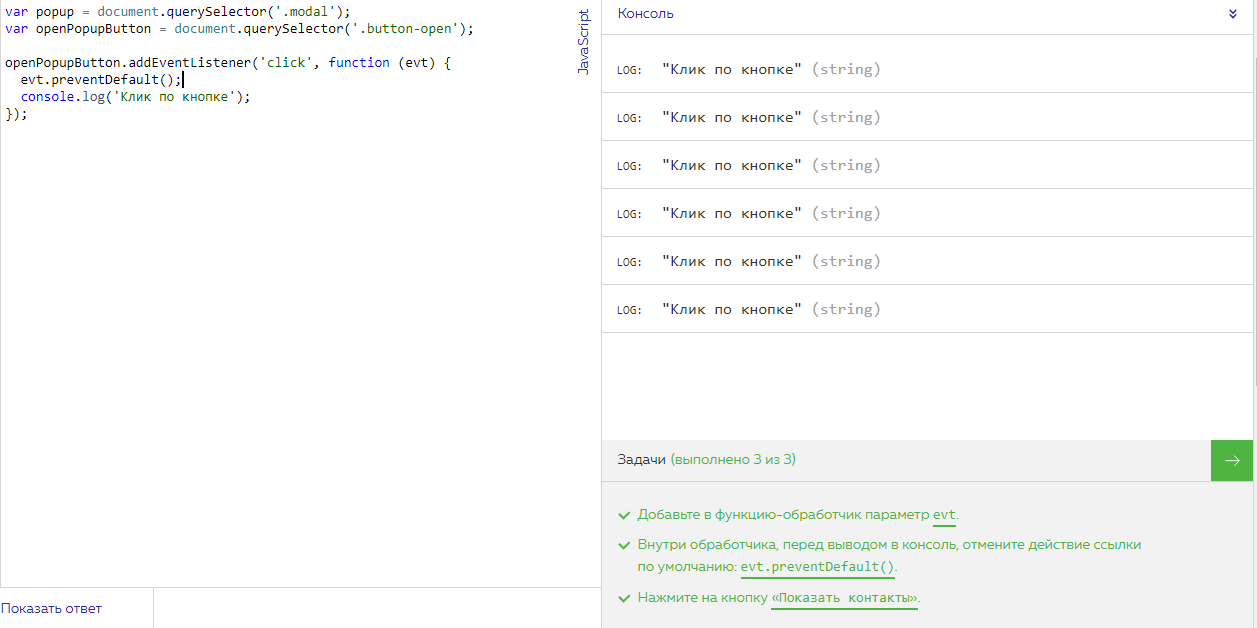 var popup = document.querySelector('.modal');
var openPopupButton = document.querySelector('.button-open');
openPopupButton.addEventListener('click', function (evt) {
  evt.preventDefault();
  console.log('Клик по кнопке');
});
JavaScript
Показать ответ
Консоль
LOG: "Клик по кнопке" (string)
LOG: "Клик по кнопке" (string)
LOG: "Клик по кнопке" (string)
LOG: "Клик по кнопке" (string)
LOG: "Клик по кнопке" (string)
LOG: "Клик по кнопке" (string)
Задачи (выполнено 3 из 3)
Добавьте в функцию-обработчик параметр evt.
Внутри обработчика, перед выводом в консоль, отмените действие ссылки
по умолчанию: evt.preventDefault().
Нажмите на кнопку «Показать контакты».